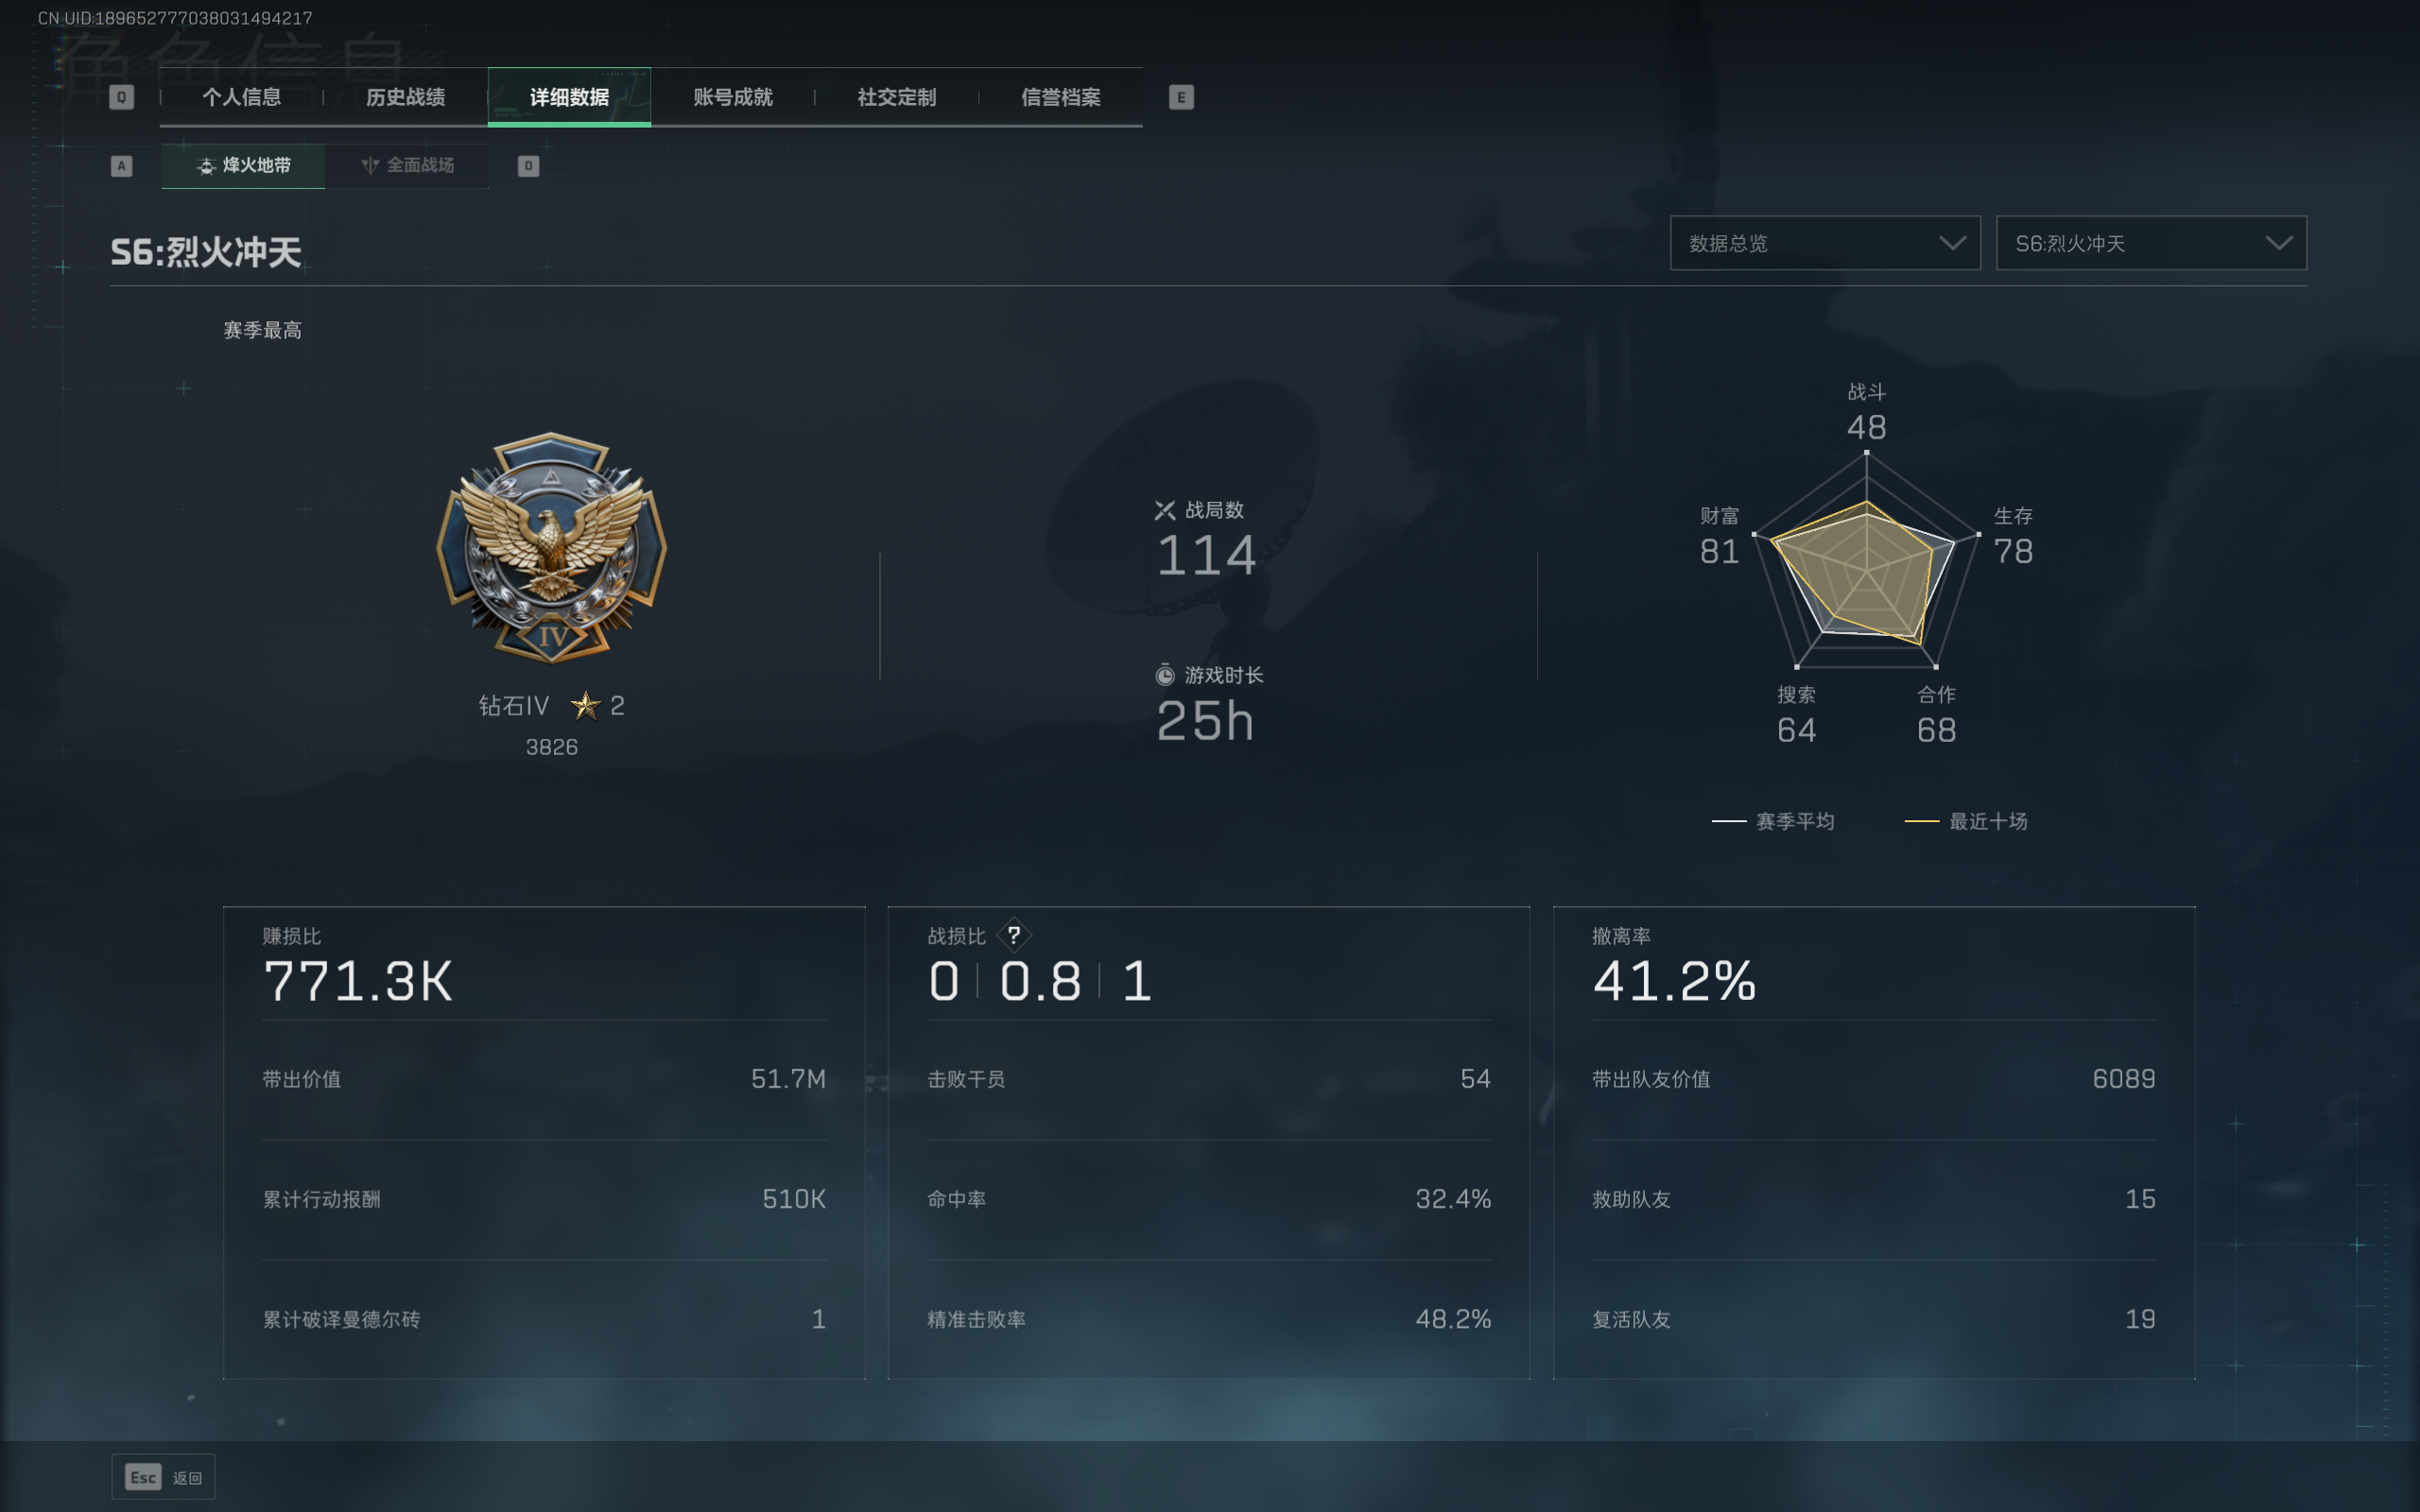 CN UID:189652777038031494217
角色信息
Q 个人信息 历史战绩 详细数据 账号成就 社交定制 信誉档案 E
A 烽火地带 全面战场 D
S6:烈火冲天
数据总览 S6:烈火冲天
赛季最高
IV
钻石IV 2
3826
战局数
114
游戏时长
25h
战斗
48
财富
81
生存
78
搜索
64
合作
68
赛季平均 最近十场
赚损比
771.3K
带出价值 51.7M
累计行动报酬 510K
累计破译曼德尔砖 1
战损比 ?
0 | 0.8 | 1
击败干员 54
命中率 32.4%
精准击败率 48.2%
撤离率
41.2%
带出队友价值 6089
救助队友 15
复活队友 19
Esc 返回